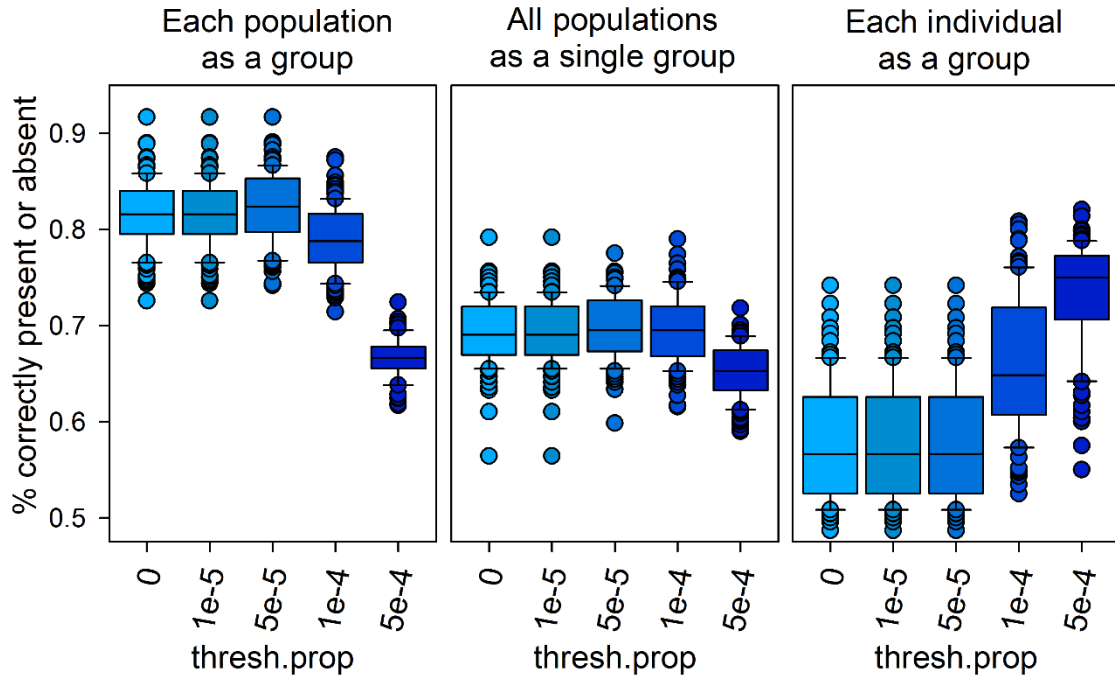 Each population
as a group
All populations
as a single group
Each individual
as a group
% correctly present or absent
0.9
0.8
0.7
0.6
0.5
0
1e-5
5e-5
1e-4
5e-4
0
1e-5
5e-5
1e-4
5e-4
0
1e-5
5e-5
1e-4
5e-4
thresh.prop
thresh.prop
thresh.prop